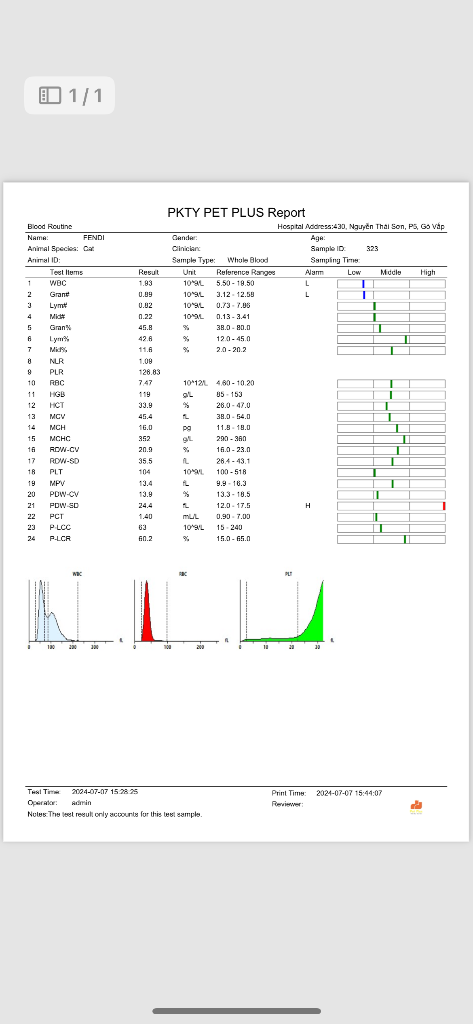 1/1
PKTY PET PLUS Report
Blood Routine Hospital Address:430, Nguyễn Thái Sơn, P5, Gò Vấp
Name: FENDI Gender: Age:
Animal Species: Cat Clinician: Sample ID: 323
Animal ID: Sample Type: Whole Blood Sampling Time:
Test Items Result Unit Reference Ranges Alarm Low Middle High
1 WBC 1.93 10^9/L 5.50 - 19.50 L
2 Gran# 0.89 10^9/L 3.12 - 12.58 L
3 Lym# 0.82 10^9/L 0.73 - 7.86
4 Mid# 0.22 10^9/L 0.13 - 3.41
5 Gran% 45.8 % 38.0 - 80.0
6 Lym% 42.6 % 12.0 - 45.0
7 Mid% 11.6 % 2.0 - 20.2
8 NLR 1.09
9 PLR 126.83
10 RBC 7.47 10^12/L 4.60 - 10.20
11 HGB 119 g/L 85 - 153
12 HCT 33.9 % 26.0 - 47.0
13 MCV 45.4 fL 38.0 - 54.0
14 MCH 16.0 pg 11.8 - 18.0
15 MCHC 352 g/L 290 - 360
16 RDW-CV 20.9 % 16.0 - 23.0
17 RDW-SD 35.5 fL 26.4 - 43.1
18 PLT 104 10^9/L 100 - 518
19 MPV 13.4 fL 9.9 - 16.3
20 PDW-CV 13.9 % 13.3 - 18.5
21 PDW-SD 24.4 fL 12.0 - 17.5 H
22 PCT 1.40 mL/L 0.90 - 7.00
23 P-LCC 63 10^9/L 15 - 240
24 P-LCR 60.2 % 15.0 - 65.0
WBC RBC PLT
0 100 200 300 fL 0 100 200 fL 0 10 20 30 fL
Test Time: 2024-07-07 15:28:25 Print Time: 2024-07-07 15:44:07
Operator: admin Reviewer:
Notes:The test result only accounts for this test sample.